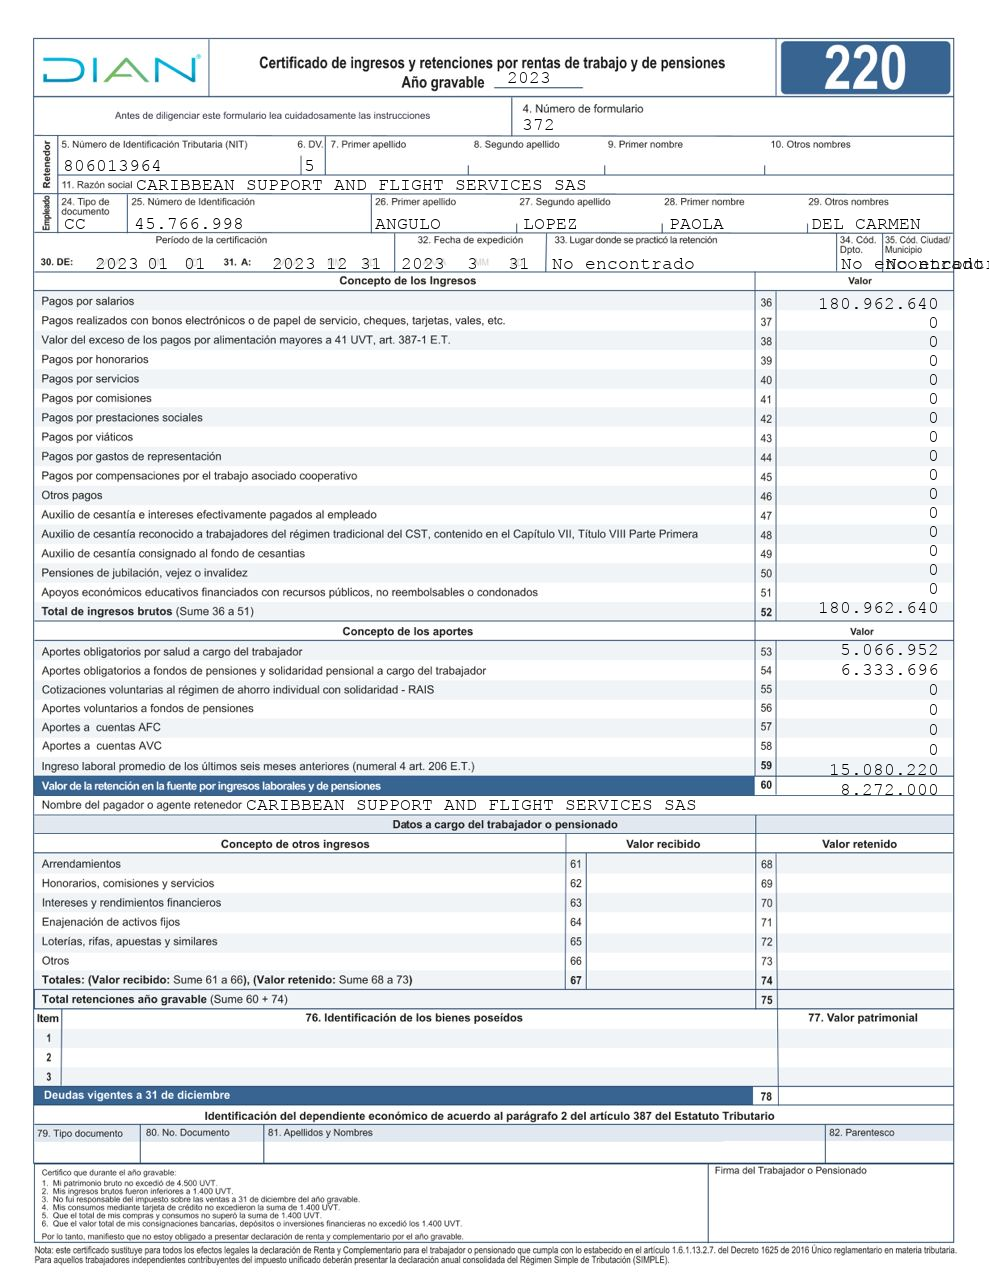 DIAN
Certificado de ingresos y retenciones por rentas de trabajo y de pensiones
Año gravable 2023
220
Antes de diligenciar este formulario lea cuidadosamente las instrucciones
4. Número de formulario
372
Retenedor
5. Número de Identificación Tributaria (NIT) 6. DV. 7. Primer apellido 8. Segundo apellido 9. Primer nombre 10. Otros nombres
806013964 5
11. Razón social CARIBBEAN SUPPORT AND FLIGHT SERVICES SAS
Empleado
24. Tipo de documento 25. Número de Identificación 26. Primer apellido 27. Segundo apellido 28. Primer nombre 29. Otros nombres
CC 45.766.998 ANGULO LOPEZ PAOLA DEL CARMEN
Período de la certificación 32. Fecha de expedición 33. Lugar donde se practicó la retención 34. Cód. Dpto. 35. Cód. Ciudad/ Municipio
30. DE: 2023 01 01 31. A: 2023 12 31 2023 3 31 No encontrado No encontrado No encontrado
Concepto de los Ingresos Valor
Pagos por salarios 36 180.962.640
Pagos realizados con bonos electrónicos o de papel de servicio, cheques, tarjetas, vales, etc. 37 0
Valor del exceso de los pagos por alimentación mayores a 41 UVT, art. 387-1 E.T. 38 0
Pagos por honorarios 39 0
Pagos por servicios 40 0
Pagos por comisiones 41 0
Pagos por prestaciones sociales 42 0
Pagos por viáticos 43 0
Pagos por gastos de representación 44 0
Pagos por compensaciones por el trabajo asociado cooperativo 45 0
Otros pagos 46 0
Auxilio de cesantía e intereses efectivamente pagados al empleado 47 0
Auxilio de cesantía reconocido a trabajadores del régimen tradicional del CST, contenido en el Capítulo VII, Título VIII Parte Primera 48 0
Auxilio de cesantía consignado al fondo de cesantias 49 0
Pensiones de jubilación, vejez o invalidez 50 0
Apoyos económicos educativos financiados con recursos públicos, no reembolsables o condonados 51 0
Total de ingresos brutos (Sume 36 a 51) 52 180.962.640
Concepto de los aportes Valor
Aportes obligatorios por salud a cargo del trabajador 53 5.066.952
Aportes obligatorios a fondos de pensiones y solidaridad pensional a cargo del trabajador 54 6.333.696
Cotizaciones voluntarias al régimen de ahorro individual con solidaridad - RAIS 55 0
Aportes voluntarios a fondos de pensiones 56 0
Aportes a cuentas AFC 57 0
Aportes a cuentas AVC 58 0
Ingreso laboral promedio de los últimos seis meses anteriores (numeral 4 art. 206 E.T.) 59 15.080.220
Valor de la retención en la fuente por ingresos laborales y de pensiones 60 8.272.000
Nombre del pagador o agente retenedor CARIBBEAN SUPPORT AND FLIGHT SERVICES SAS
Datos a cargo del trabajador o pensionado
Concepto de otros ingresos Valor recibido Valor retenido
Arrendamientos 61 68
Honorarios, comisiones y servicios 62 69
Intereses y rendimientos financieros 63 70
Enajenación de activos fijos 64 71
Loterías, rifas, apuestas y similares 65 72
Otros 66 73
Totales: (Valor recibido: Sume 61 a 66), (Valor retenido: Sume 68 a 73) 67 74
Total retenciones año gravable (Sume 60 + 74) 75
Item 76. Identificación de los bienes poseídos 77. Valor patrimonial
1
2
3
Deudas vigentes a 31 de diciembre 78
Identificación del dependiente económico de acuerdo al parágrafo 2 del artículo 387 del Estatuto Tributario
79. Tipo documento 80. No. Documento 81. Apellidos y Nombres 82. Parentesco
Certifico que durante el año gravable:
1. Mi patrimonio bruto no excedió de 4.500 UVT.
2. Mis ingresos brutos fueron inferiores a 1.400 UVT.
3. No fui responsable del impuesto sobre las ventas a 31 de diciembre del año gravable.
4. Mis consumos mediante tarjeta de crédito no excedieron la suma de 1.400 UVT.
5. Que el total de mis compras y consumos no superó la suma de 1.400 UVT.
6. Que el valor total de mis consignaciones bancarias, depósitos o inversiones financieras no excedió los 1.400 UVT.
Por lo tanto, manifiesto que no estoy obligado a presentar declaración de renta y complementario por el año gravable.
Firma del Trabajador o Pensionado
Nota: este certificado sustituye para todos los efectos legales la declaración de Renta y Complementario para el trabajador o pensionado que cumpla con lo establecido en el artículo 1.6.1.13.2.7. del Decreto 1625 de 2016 Único reglamentario en materia tributaria.
Para aquellos trabajadores independientes contribuyentes del impuesto unificado deberán presentar la declaración anual consolidada del Régimen Simple de Tributación (SIMPLE).